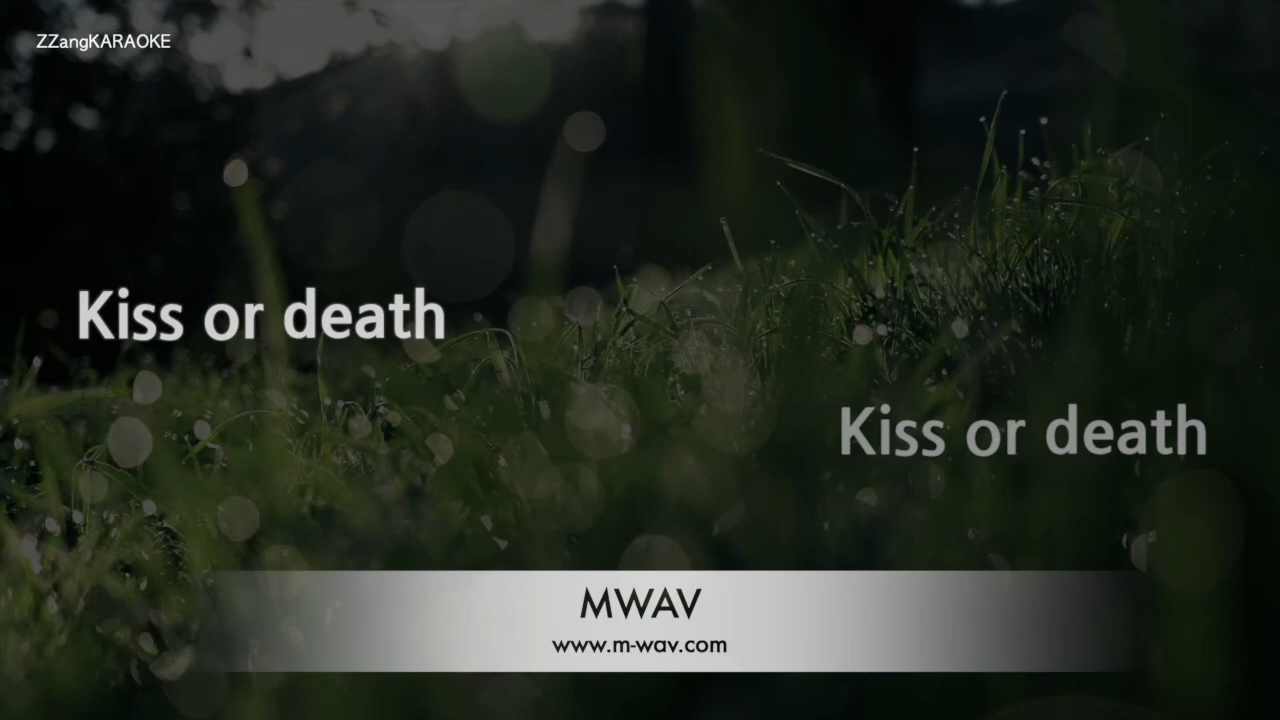 ZZangKARAOKE
Kiss or death
Kiss or death
MWAV
www.m-wav.com